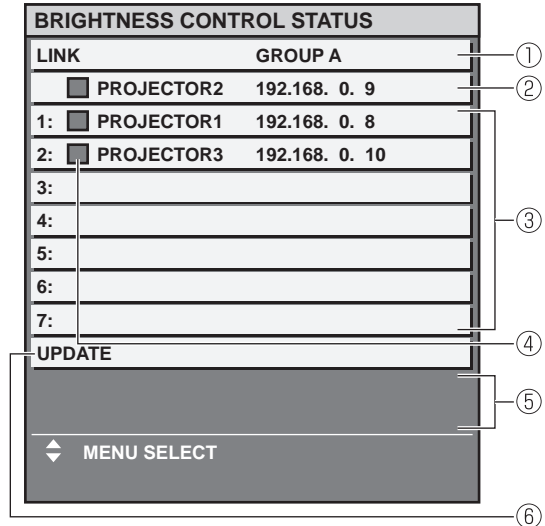 BRIGHTNESS CONTROL STATUS
LINK GROUP A
①
PROJECTOR2 192.168. 0. 9
②
1: PROJECTOR1 192.168. 0. 8
2: PROJECTOR3 192.168. 0. 10
3:
4:
③
5:
6:
7:
④
UPDATE
⑤
MENU SELECT
⑥